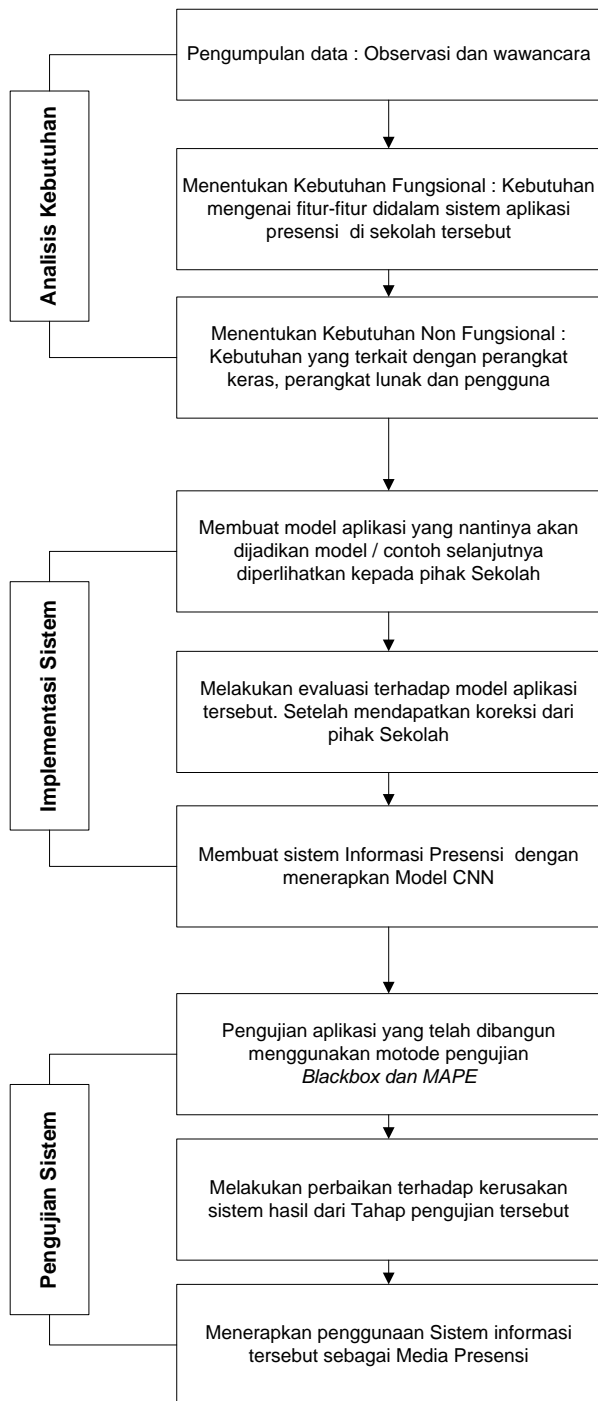 Pengumpulan data : Observasi dan wawancara
Analisis Kebutuhan
Menentukan Kebutuhan Fungsional : Kebutuhan
mengenai fitur-fitur didalam sistem aplikasi
presensi di sekolah tersebut
Menentukan Kebutuhan Non Fungsional :
Kebutuhan yang terkait dengan perangkat
keras, perangkat lunak dan pengguna
Implementasi Sistem
Membuat model aplikasi yang nantinya akan
dijadikan model / contoh selanjutnya
diperlihatkan kepada pihak Sekolah
Melakukan evaluasi terhadap model aplikasi
tersebut. Setelah mendapatkan koreksi dari
pihak Sekolah
Membuat sistem Informasi Presensi dengan
menerapkan Model CNN
Pengujian Sistem
Pengujian aplikasi yang telah dibangun
menggunakan motode pengujian
Blackbox dan MAPE
Melakukan perbaikan terhadap kerusakan
sistem hasil dari Tahap pengujian tersebut
Menerapkan penggunaan Sistem informasi
tersebut sebagai Media Presensi